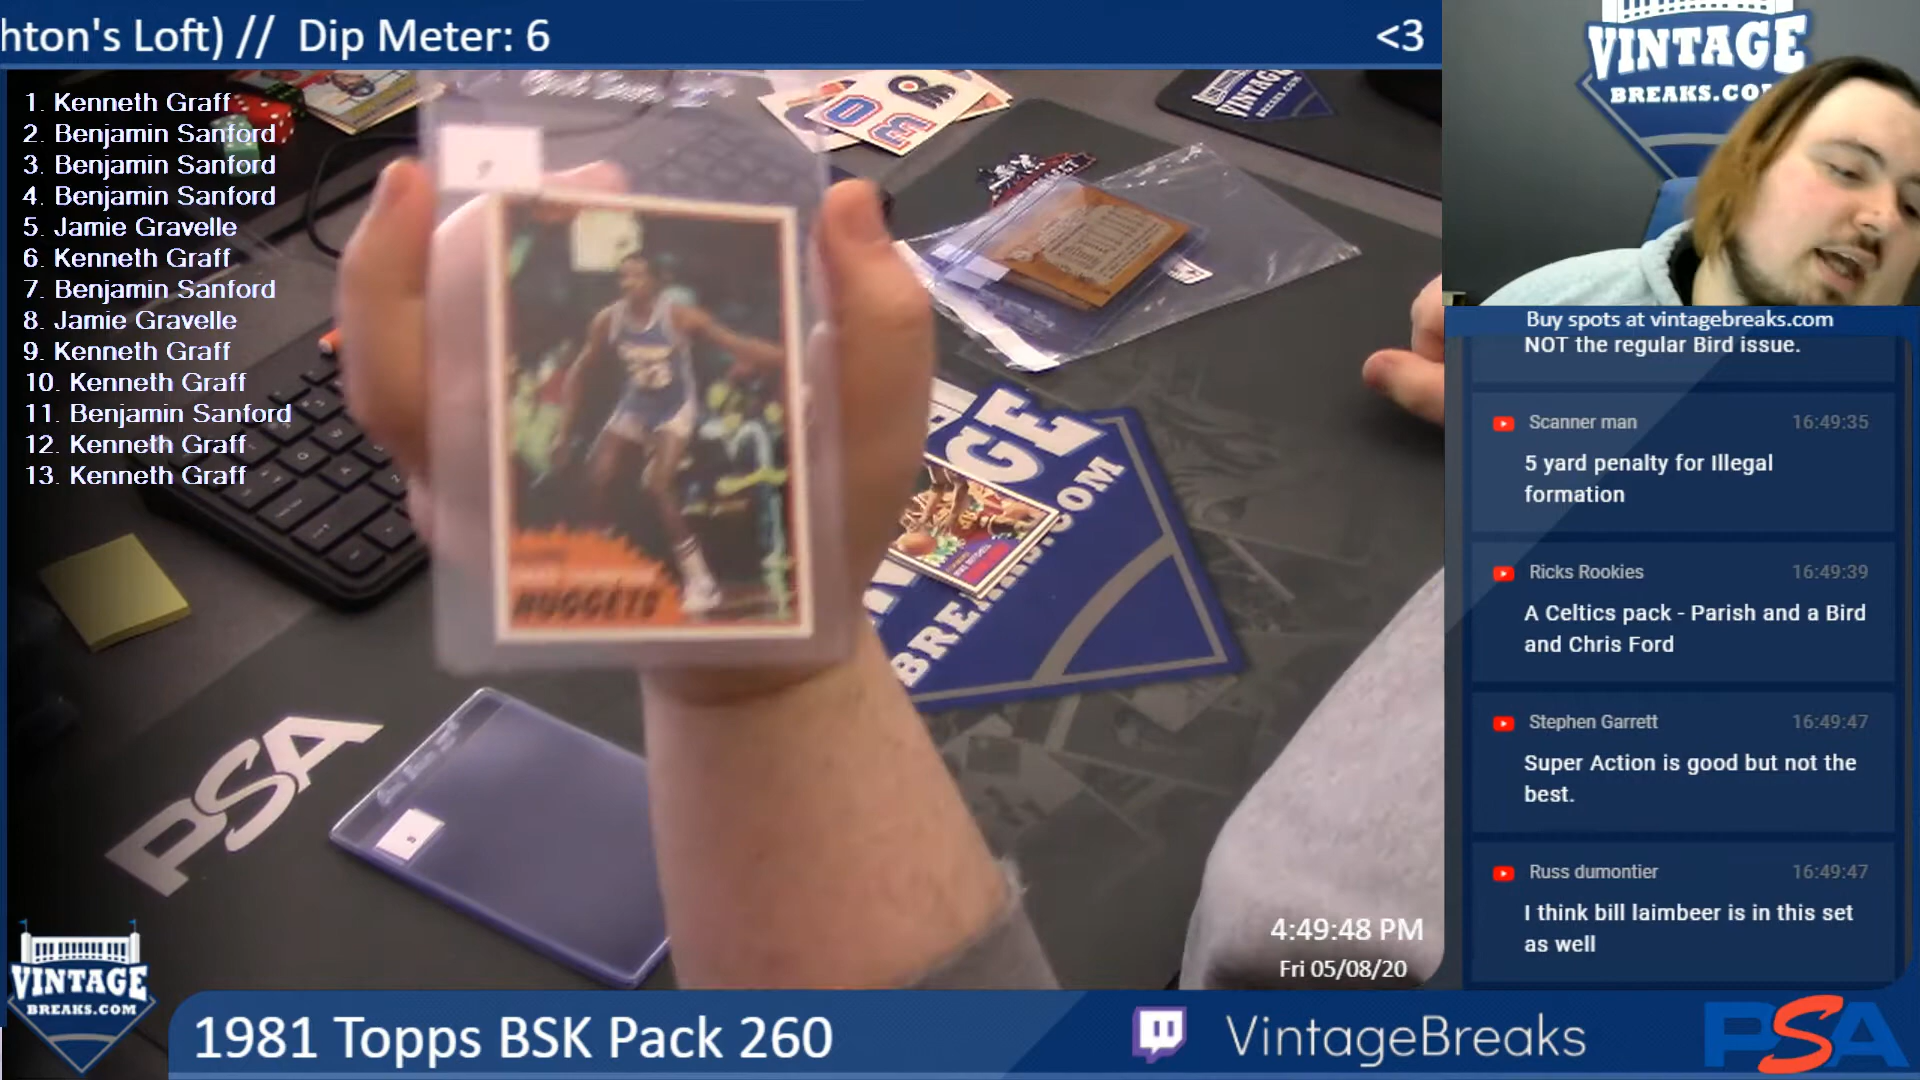 hton's Loft) // Dip Meter: 6
<3
1. Kenneth Graff
2. Benjamin Sanford
3. Benjamin Sanford
4. Benjamin Sanford
5. Jamie Gravelle
6. Kenneth Graff
7. Benjamin Sanford
8. Jamie Gravelle
9. Kenneth Graff
10. Kenneth Graff
11. Benjamin Sanford
12. Kenneth Graff
13. Kenneth Graff
VINTAGE
BREAKS.COM
VINTAGE
BREAKS.CO
NUGGETS
GE
BRE
.COM
PSA
Buy spots at vintagebreaks.com
NOT the regular Bird issue.
Scanner man 16:49:35
5 yard penalty for Illegal
formation
Ricks Rookies 16:49:39
A Celtics pack - Parish and a Bird
and Chris Ford
Stephen Garrett 16:49:47
Super Action is good but not the
best.
Russ dumontier 16:49:47
I think bill laimbeer is in this set
as well
4:49:48 PM
Fri 05/08/20
VINTAGE
BREAKS.COM
1981 Topps BSK Pack 260
VintageBreaks
PSA